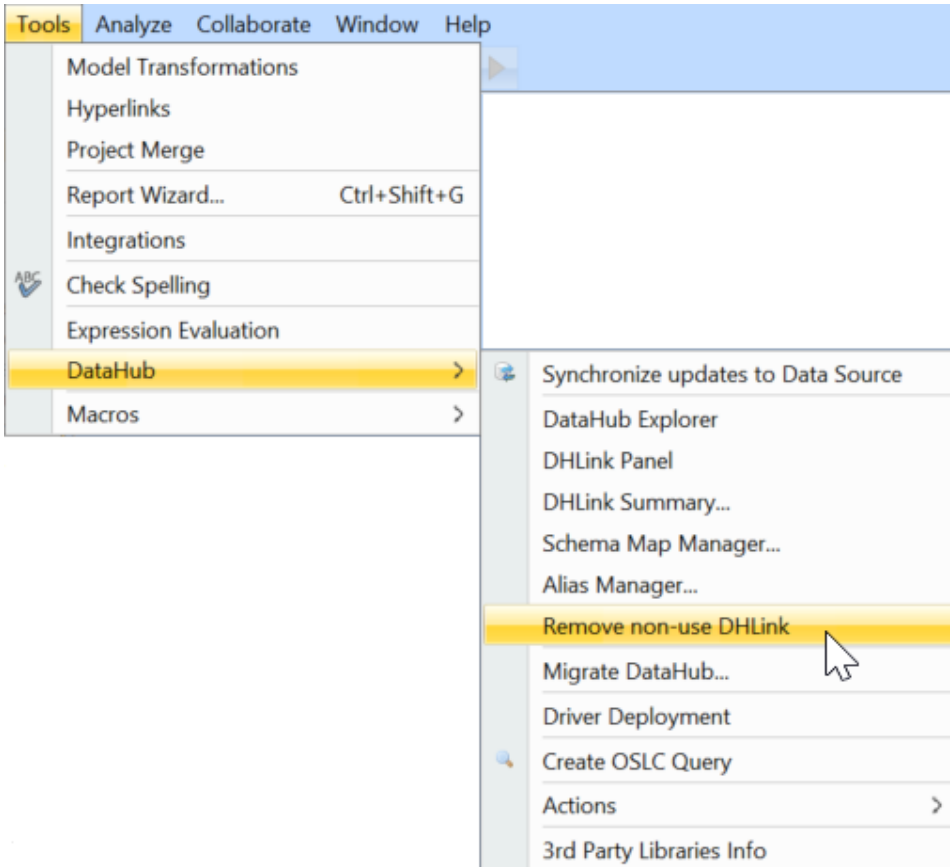 Tools Analyze Collaborate Window Help
Model Transformations
Hyperlinks
Project Merge
Report Wizard... Ctrl+Shift+G
Integrations
ABC Check Spelling
Expression Evaluation
DataHub
Macros
Synchronize updates to Data Source
DataHub Explorer
DHLink Panel
DHLink Summary...
Schema Map Manager...
Alias Manager...
Remove non-use DHLink
Migrate DataHub...
Driver Deployment
Create OSLC Query
Actions
3rd Party Libraries Info